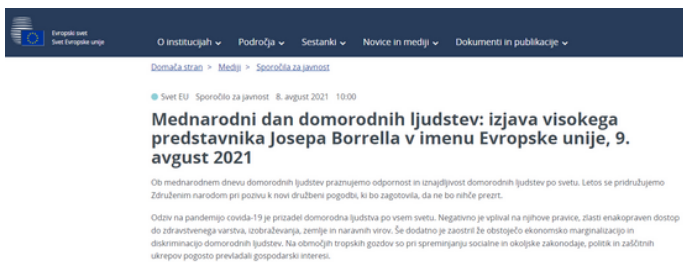 Evropski svet
Svet Evropske unije
O institucijah Področja Sestanki Novice in mediji Dokumenti in publikacije
Domača stran > Mediji > Sporočila za javnost
Svet EU Sporočilo za javnost 8. avgust 2021 10:00
Mednarodni dan domorodnih ljudstev: izjava visokega
predstavnika Josepa Borrella v imenu Evropske unije, 9.
avgust 2021
Ob mednarodnem dnevu domorodnih ljudstev praznujemo odpornost in iznajdljivost domorodnih ljudstev po svetu. Letos se pridružujemo
Združenim narodom pri pozivu k novi družbeni pogodbi, ki bo zagotovila, da ne bo nihče prezrt.
Odziv na pandemijo covida-19 je prizadel domorodna ljudstva po vsem svetu. Negativno je vplival na njihove pravice, zlasti enakopraven dostop
do zdravstvenega varstva, izobraževanja, zemlje in naravnih virov. Še dodatno je zaostril že obstoječo ekonomsko marginalizacijo in
diskriminacijo domorodnih ljudstev. Na območjih tropskih gozdov so pri spreminjanju socialne in okoljske zakonodaje, politik in zaščitnih
ukrepov pogosto prevladali gospodarski interesi.